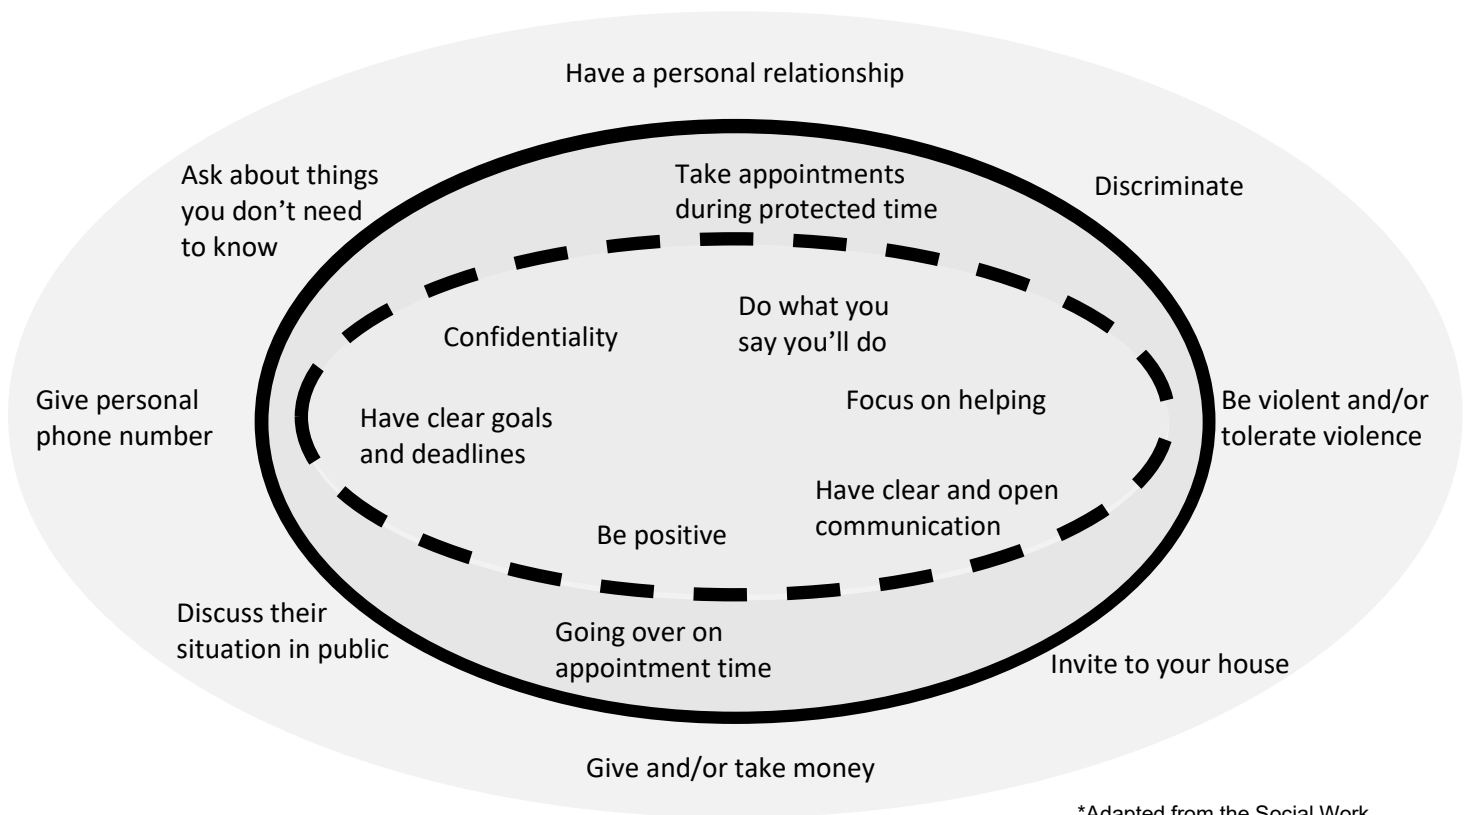 Have a personal relationship
Ask about things
you don’t need
to know
Take appointments
during protected time
Discriminate
Confidentiality
Do what you
say you’ll do
Give personal
phone number
Have clear goals
and deadlines
Focus on helping
Be violent and/or
tolerate violence
Have clear and open
communication
Be positive
Discuss their
situation in public
Going over on
appointment time
Invite to your house
Give and/or take money
*Adapted from the Social Work